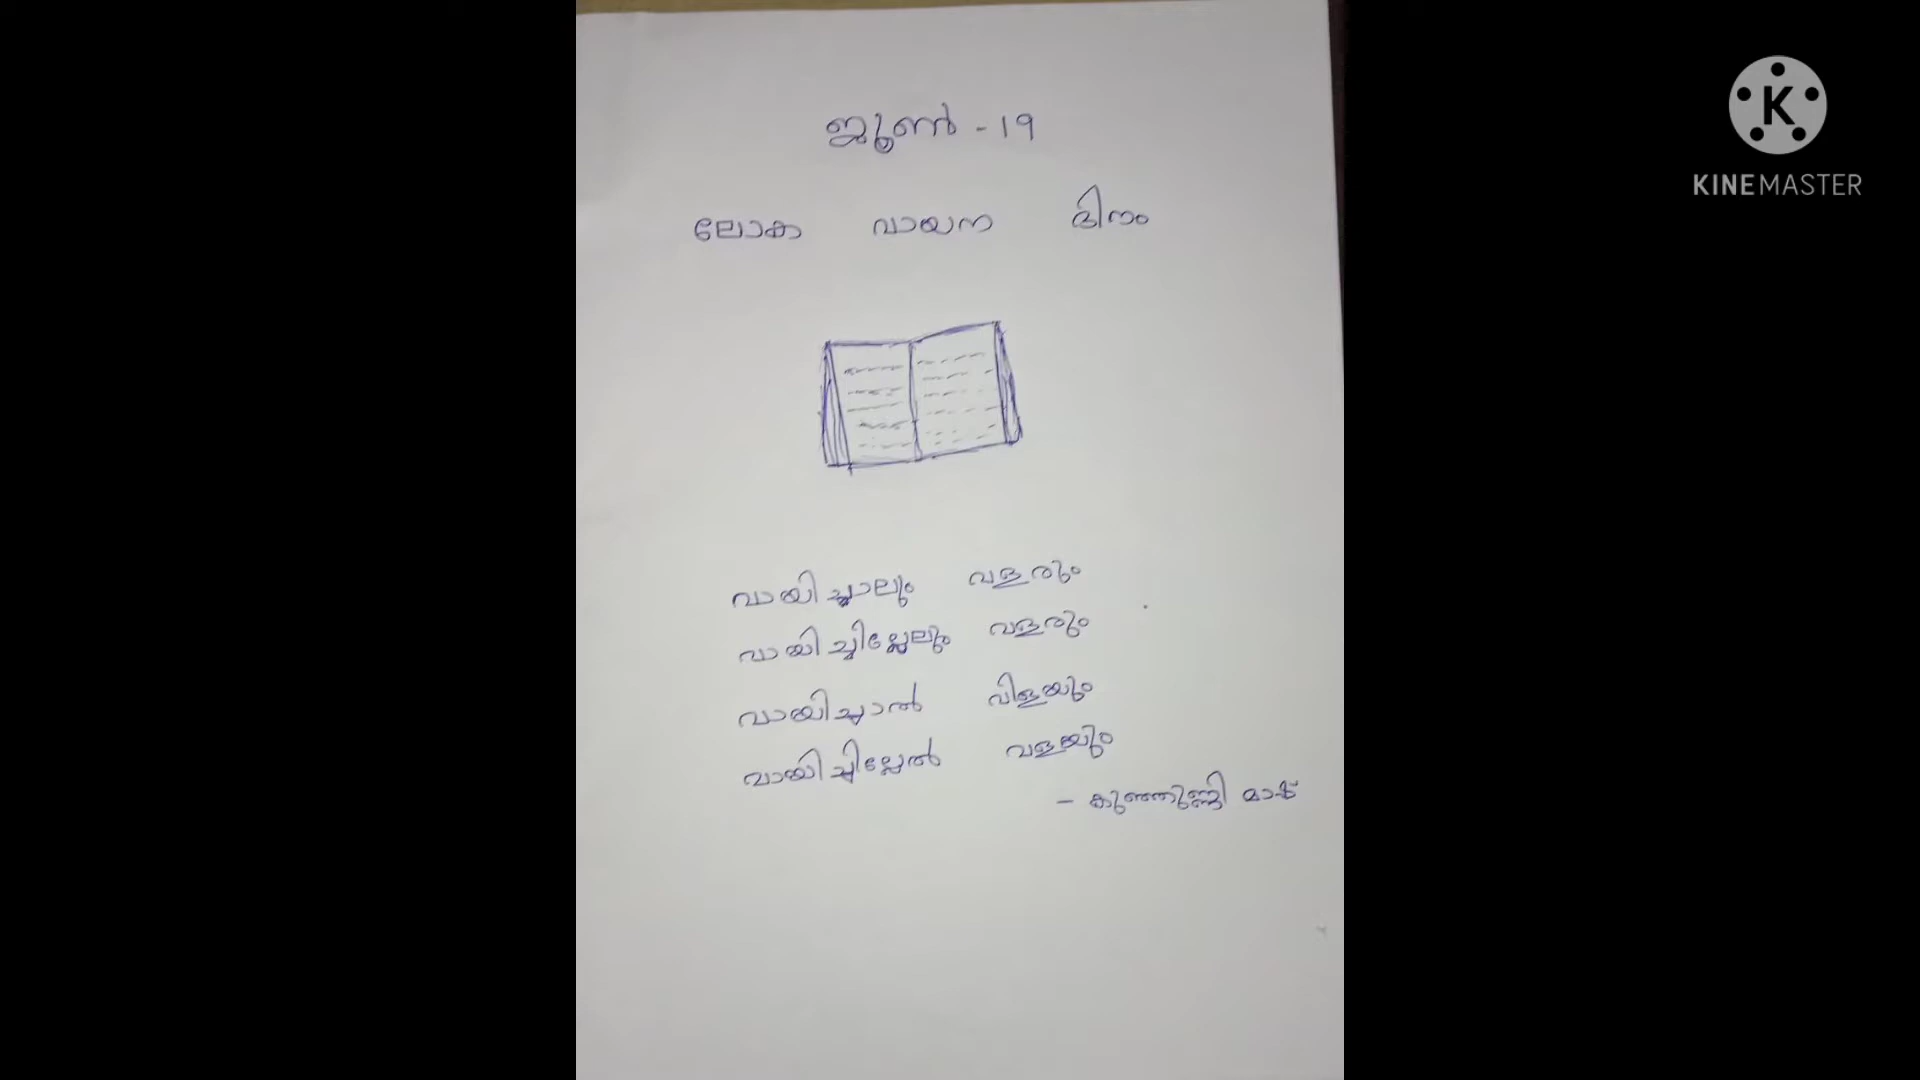 ജൂൺ - 19
ലോക വായന ദിനം
വായിച്ചാലും വളരും
വായിച്ചില്ലേലും വളരും
വായിച്ചാൽ വിളയും
വായിച്ചില്ലേൽ വളയും
- കുഞ്ഞുണ്ണി മാഷ്
K
KINEMASTER